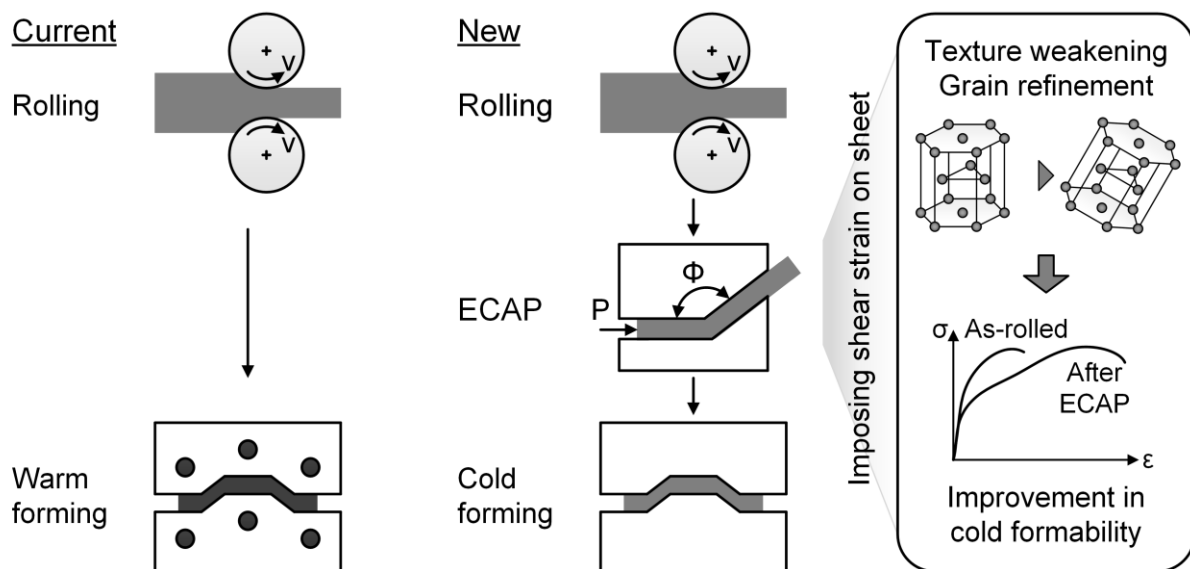 Current
Rolling
v
v
Warm
forming
New
Rolling
v
v
ECAP
P
Φ
Cold
forming
Imposing shear strain on sheet
Texture weakening
Grain refinement
σ
As-rolled
After
ECAP
ε
Improvement in
cold formability